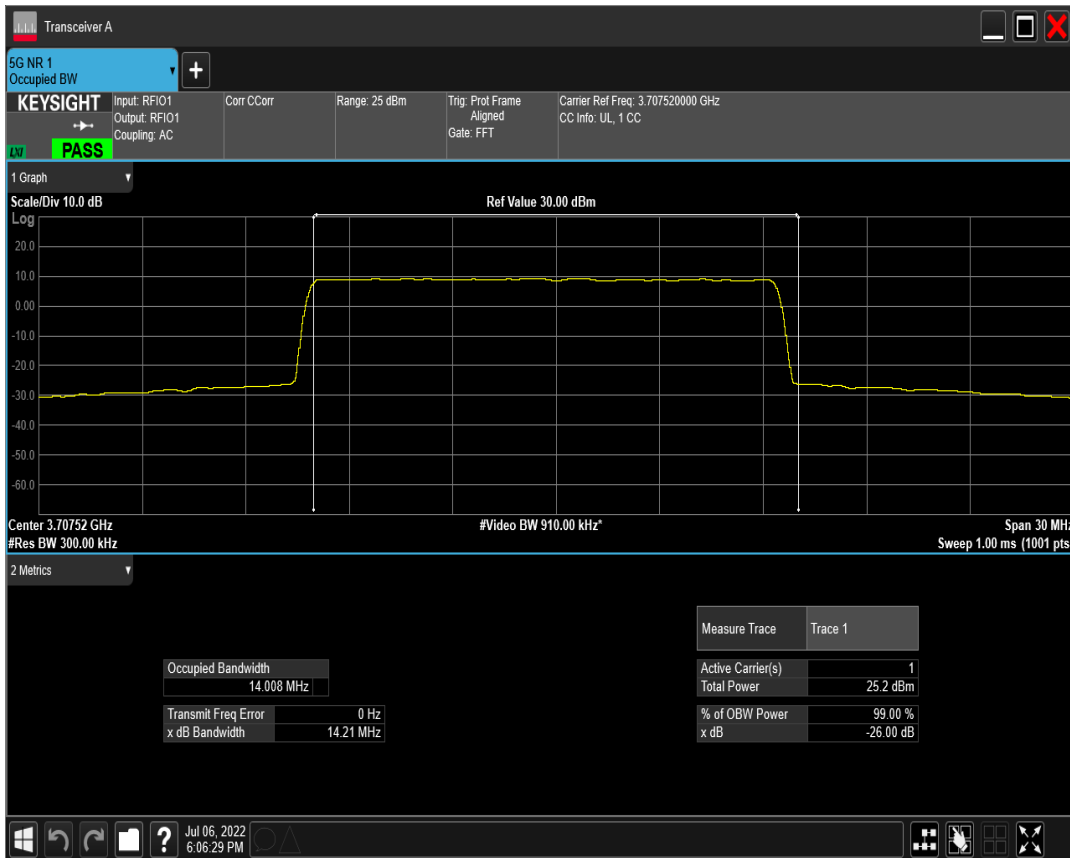 Transceiver A
5G NR 1
Occupied BW
KEYSIGHT
LXI
PASS
Input: RFIO1
Output: RFIO1
Coupling: AC
Corr CCorr
Range: 25 dBm
Trig: Prot Frame
Aligned
Gate: FFT
Carrier Ref Freq: 3.707520000 GHz
CC Info: UL, 1 CC
1 Graph
Scale/Div 10.0 dB
Ref Value 30.00 dBm
Log
20.0
10.0
0.00
-10.0
-20.0
-30.0
-40.0
-50.0
-60.0
Center 3.70752 GHz
#Video BW 910.00 kHz*
Span 30 MHz
#Res BW 300.00 kHz
Sweep 1.00 ms (1001 pts
2 Metrics
Measure Trace Trace 1
Occupied Bandwidth
14.008 MHz
Active Carrier(s) 1
Total Power 25.2 dBm
Transmit Freq Error 0 Hz
x dB Bandwidth 14.21 MHz
% of OBW Power 99.00 %
x dB -26.00 dB
?
Jul 06, 2022
6:06:29 PM